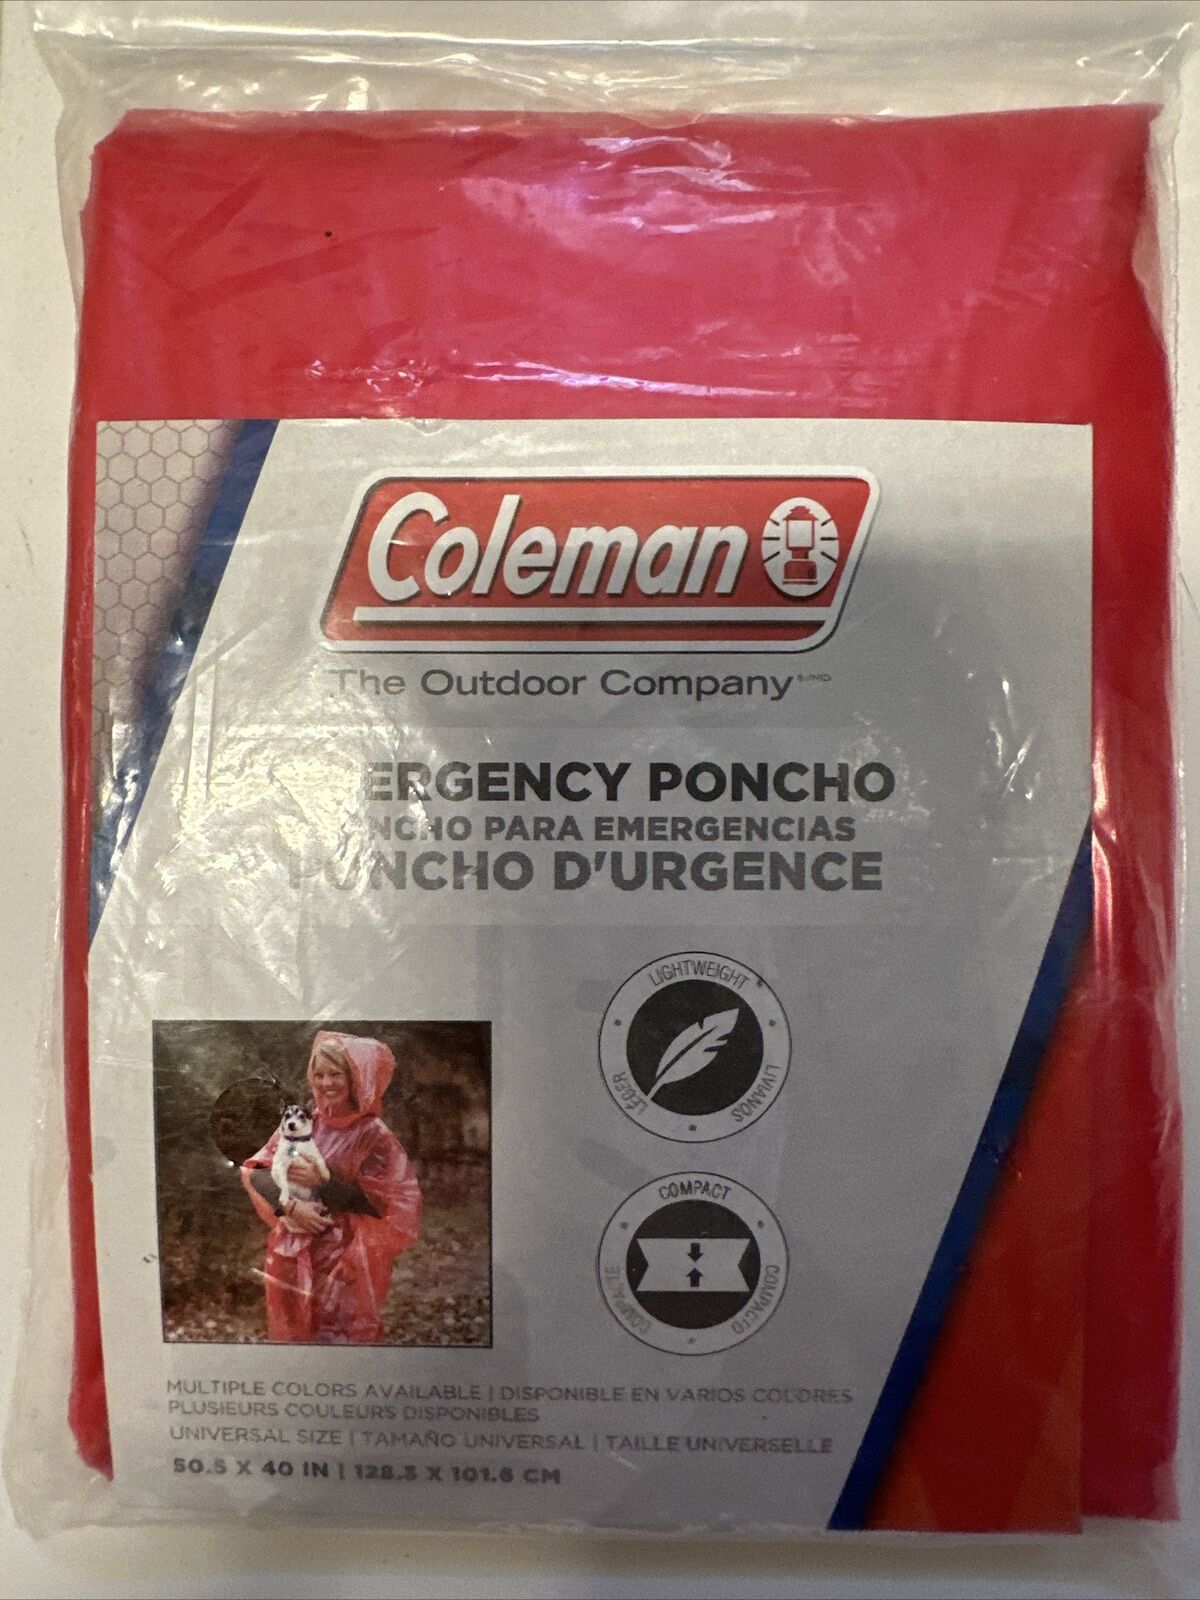 Coleman
The Outdoor Company
ERGENCY PONCHO
NCHO PARA EMERGENCIAS
PONCHO D'URGENCE
LIGHTWEIGHT
LÉGER
LIVIANOS
COMPACT
COMPACTO
MULTIPLE COLORS AVAILABLE | DISPONIBLE EN VARIOS COLORES
PLUSIEURS COULEURS DISPONIBLES
UNIVERSAL SIZE | TAMAÑO UNIVERSAL | TAILLE UNIVERSELLE
50.5 X 40 IN | 128.3 X 101.6 CM